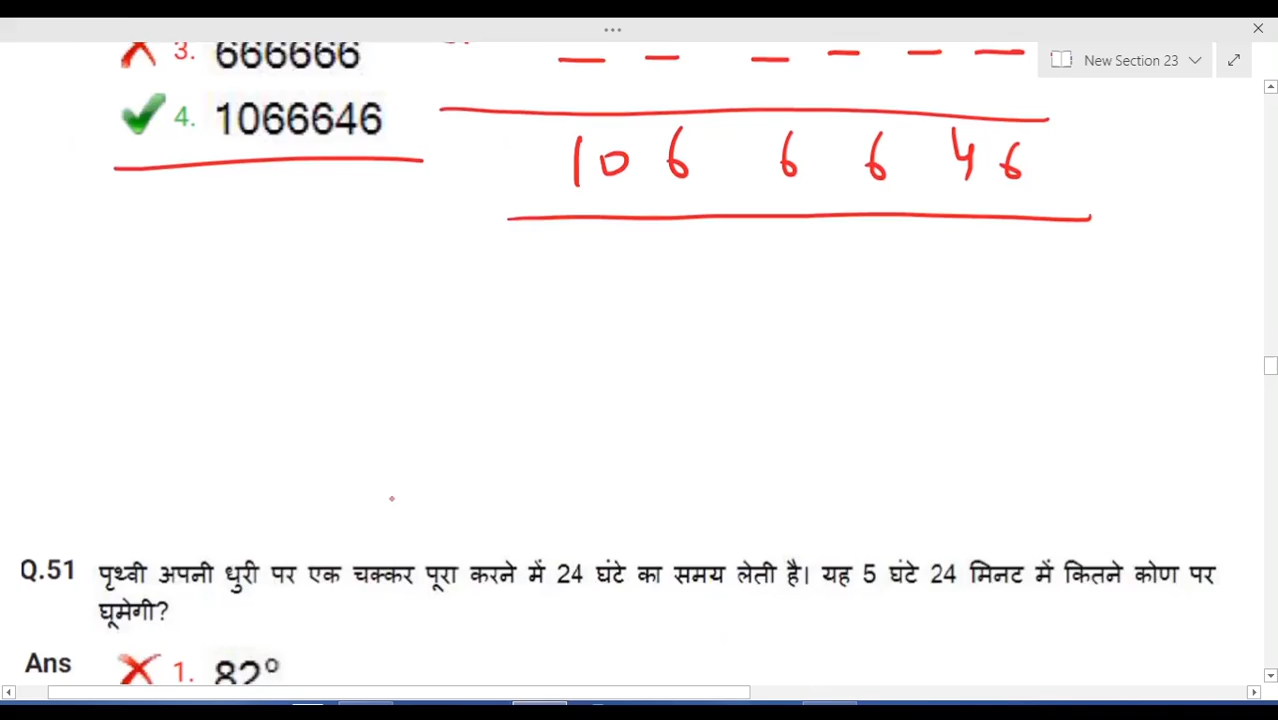 New Section 23
3. 666666
4. 1066646
10 6 6 6 4 6
Q.51 पृथ्वी अपनी धुरी पर एक चक्कर पूरा करने में 24 घंटे का समय लेती है। यह 5 घंटे 24 मिनट में कितने कोण पर
घूमेगी?
Ans 1. 82°